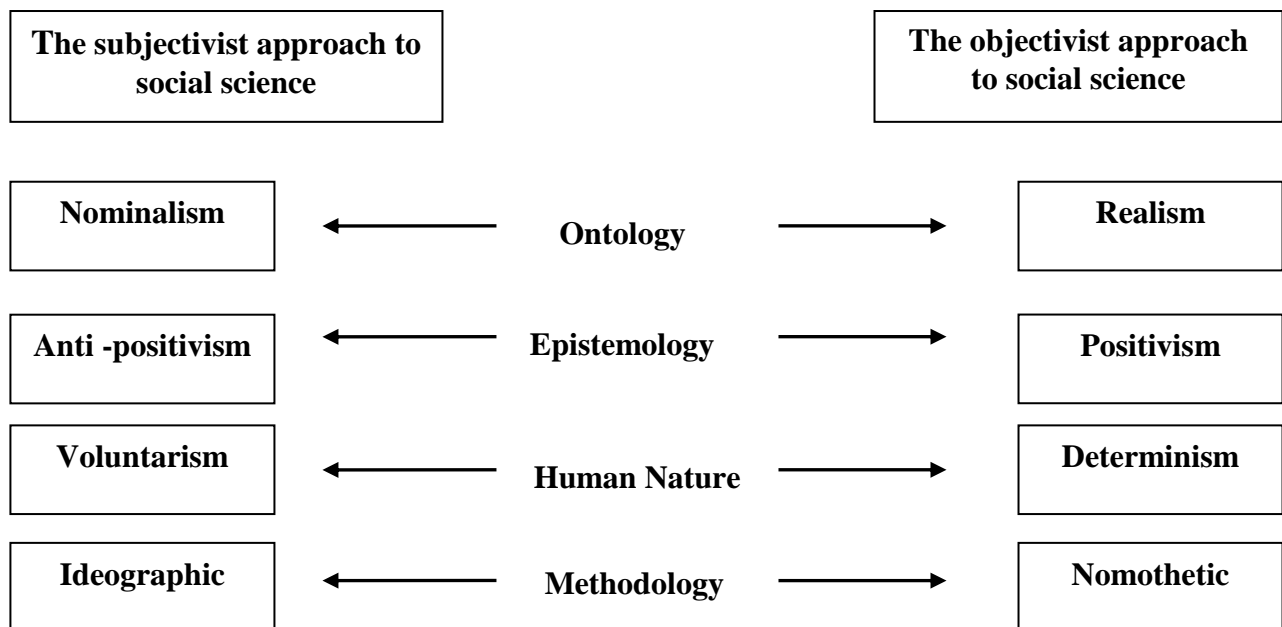 The subjectivist approach to
social science
The objectivist approach
to social science
Nominalism
Ontology
Realism
Anti -positivism
Epistemology
Positivism
Voluntarism
Human Nature
Determinism
Ideographic
Methodology
Nomothetic